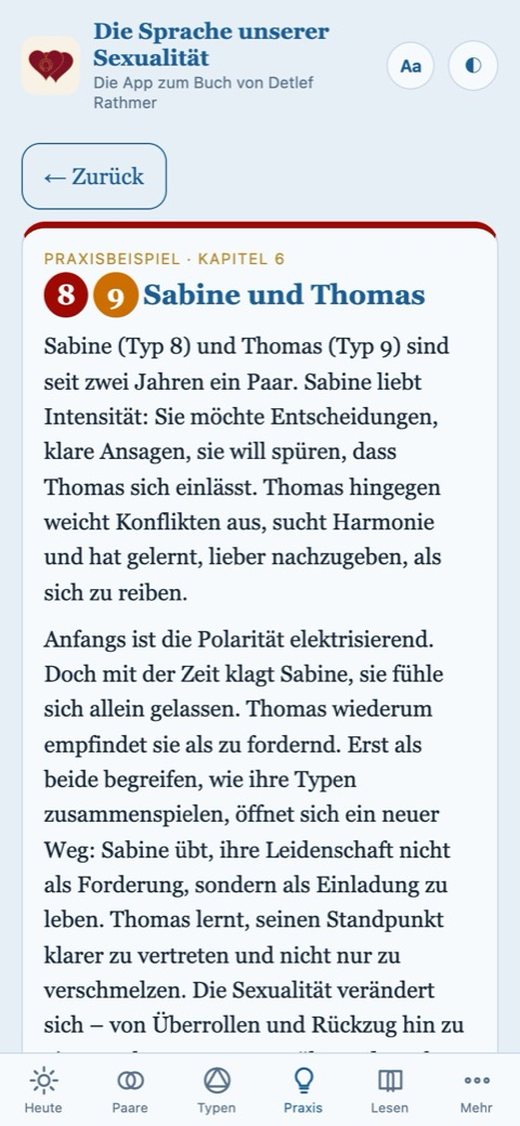 Die Sprache unserer
Sexualität
Die App zum Buch von Detlef
Rathmer
Aa
← Zurück
PRAXISBEISPIEL · KAPITEL 6
8 9 Sabine und Thomas
Sabine (Typ 8) und Thomas (Typ 9) sind
seit zwei Jahren ein Paar. Sabine liebt
Intensität: Sie möchte Entscheidungen,
klare Ansagen, sie will spüren, dass
Thomas sich einlässt. Thomas hingegen
weicht Konflikten aus, sucht Harmonie
und hat gelernt, lieber nachzugeben, als
sich zu reiben.
Anfangs ist die Polarität elektrisierend.
Doch mit der Zeit klagt Sabine, sie fühle
sich allein gelassen. Thomas wiederum
empfindet sie als zu fordernd. Erst als
beide begreifen, wie ihre Typen
zusammenspielen, öffnet sich ein neuer
Weg: Sabine übt, ihre Leidenschaft nicht
als Forderung, sondern als Einladung zu
leben. Thomas lernt, seinen Standpunkt
klarer zu vertreten und nicht nur zu
verschmelzen. Die Sexualität verändert
sich – von Überrollen und Rückzug hin zu
Heute Paare Typen Praxis Lesen Mehr